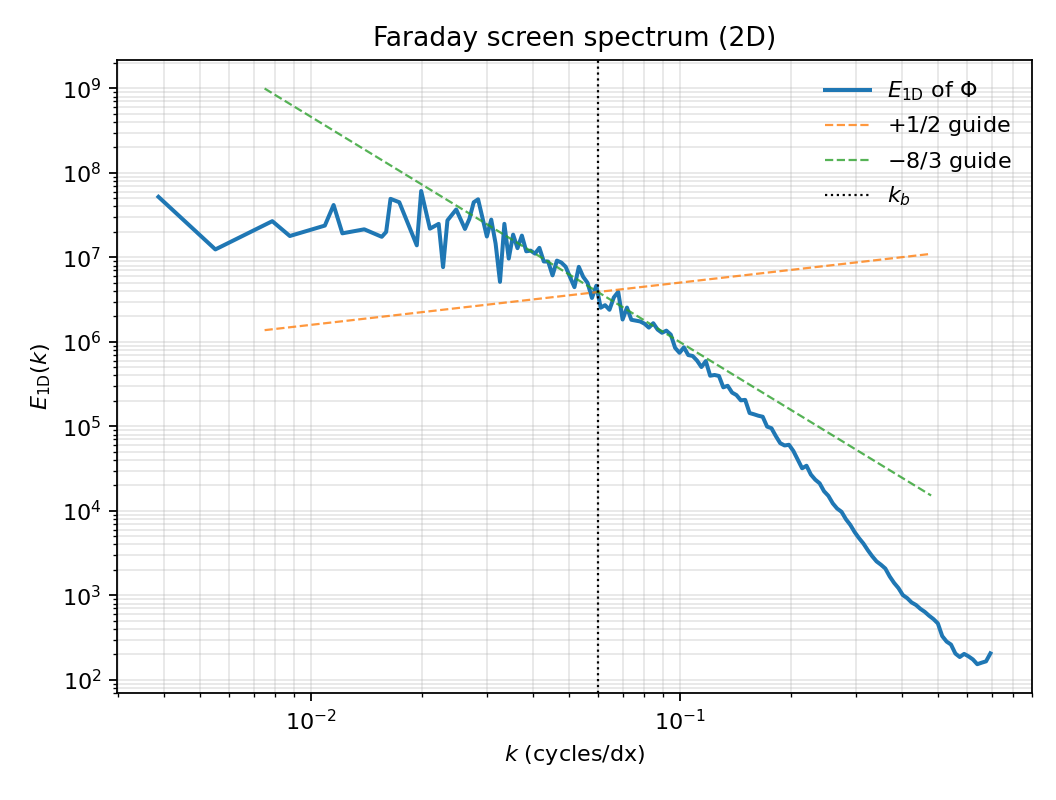 Faraday screen spectrum (2D)
E₁D(k)
10⁹
10⁸
10⁷
10⁶
10⁵
10⁴
10³
10²
E₁D of Φ
+1/2 guide
−8/3 guide
k_b
10⁻²
10⁻¹
k (cycles/dx)